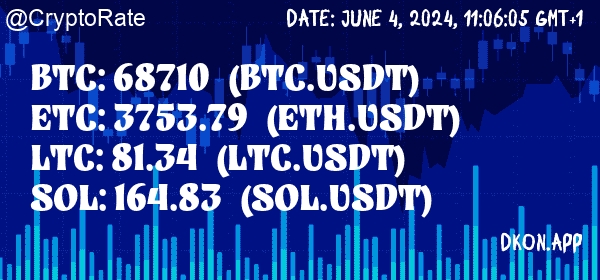 @CryptoRate
DATE: JUNE 4, 2024, 11:06:05 GMT+1
BTC: 68710 (BTC.USDT)
ETC: 3753.79 (ETH.USDT)
LTC: 81.34 (LTC.USDT)
SOL: 164.83 (SOL.USDT)
DKON.APP